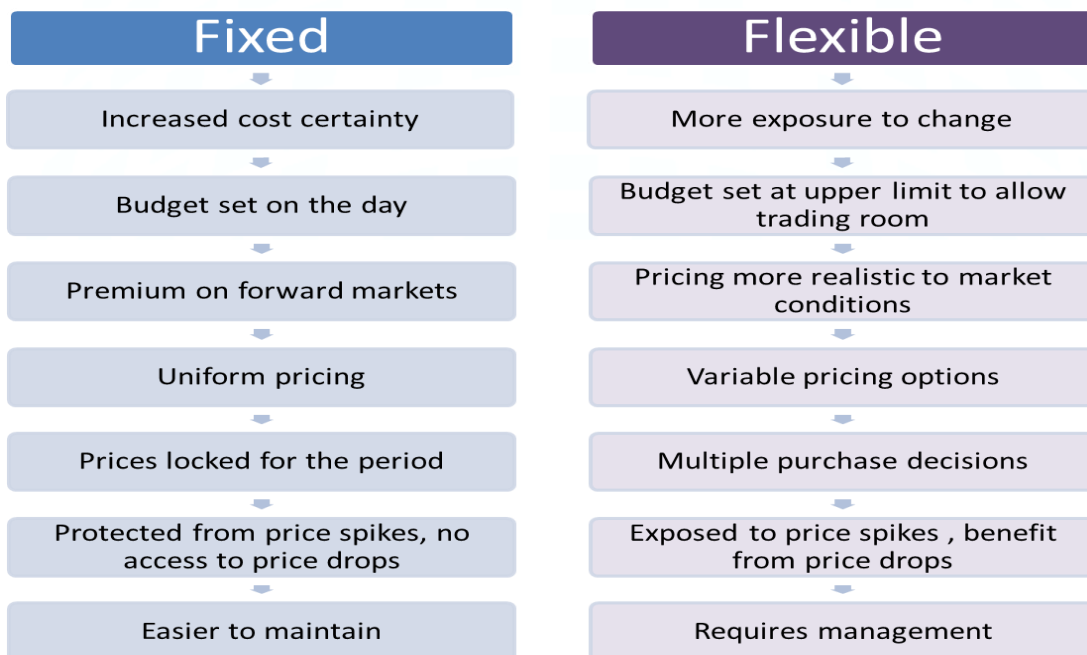 Fixed
Increased cost certainty
Budget set on the day
Premium on forward markets
Uniform pricing
Prices locked for the period
Protected from price spikes, no
access to price drops
Easier to maintain
Flexible
More exposure to change
Budget set at upper limit to allow
trading room
Pricing more realistic to market
conditions
Variable pricing options
Multiple purchase decisions
Exposed to price spikes , benefit
from price drops
Requires management